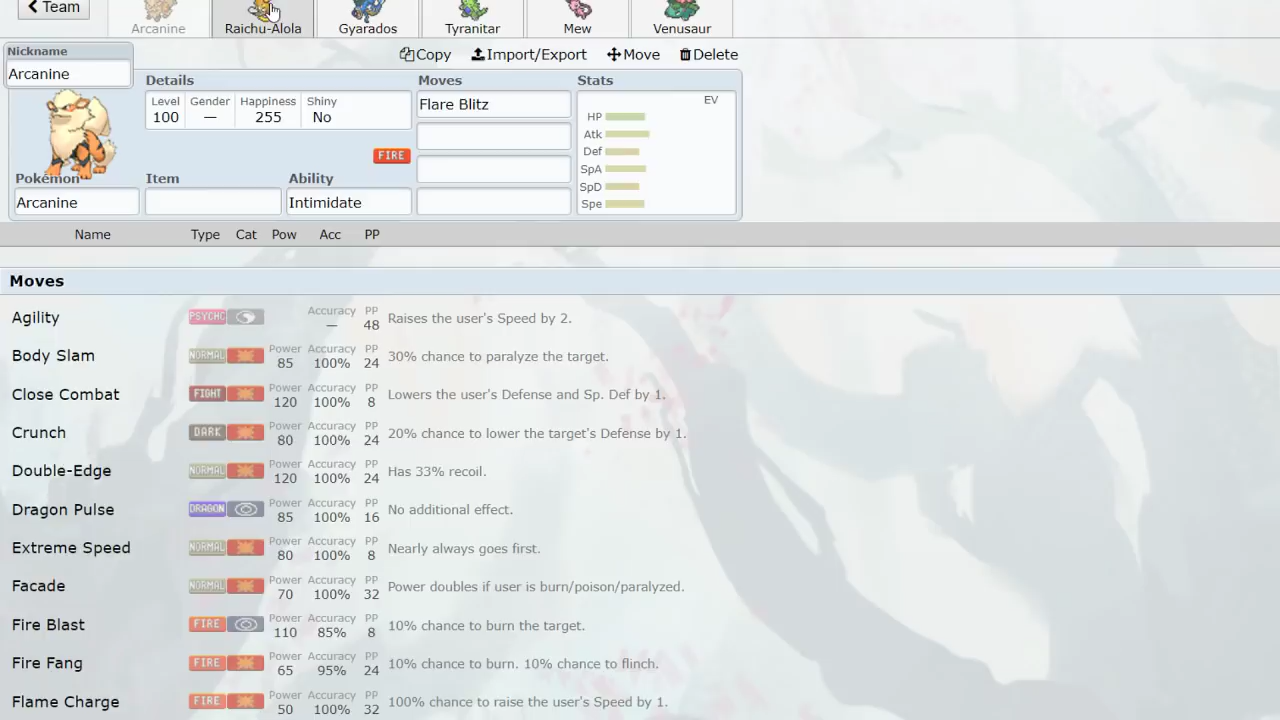 Team
Arcanine Raichu-Alola Gyarados Tyranitar Mew Venusaur
Copy Import/Export Move Delete
Nickname
Arcanine
Details Moves Stats
Level Gender Happiness Shiny
100 — 255 No
Flare Blitz
EV
HP
Atk
Def
SpA
SpD
Spe
FIRE
Pokémon Item Ability
Arcanine Intimidate
Name Type Cat Pow Acc PP
Moves
Agility PSYCHC Accuracy — PP 48 Raises the user's Speed by 2.
Body Slam NORMAL Power 85 Accuracy 100% PP 24 30% chance to paralyze the target.
Close Combat FIGHT Power 120 Accuracy 100% PP 8 Lowers the user's Defense and Sp. Def by 1.
Crunch DARK Power 80 Accuracy 100% PP 24 20% chance to lower the target's Defense by 1.
Double-Edge NORMAL Power 120 Accuracy 100% PP 24 Has 33% recoil.
Dragon Pulse DRAGON Power 85 Accuracy 100% PP 16 No additional effect.
Extreme Speed NORMAL Power 80 Accuracy 100% PP 8 Nearly always goes first.
Facade NORMAL Power 70 Accuracy 100% PP 32 Power doubles if user is burn/poison/paralyzed.
Fire Blast FIRE Power 110 Accuracy 85% PP 8 10% chance to burn the target.
Fire Fang FIRE Power 65 Accuracy 95% PP 24 10% chance to burn. 10% chance to flinch.
Flame Charge FIRE Power 50 Accuracy 100% PP 32 100% chance to raise the user's Speed by 1.